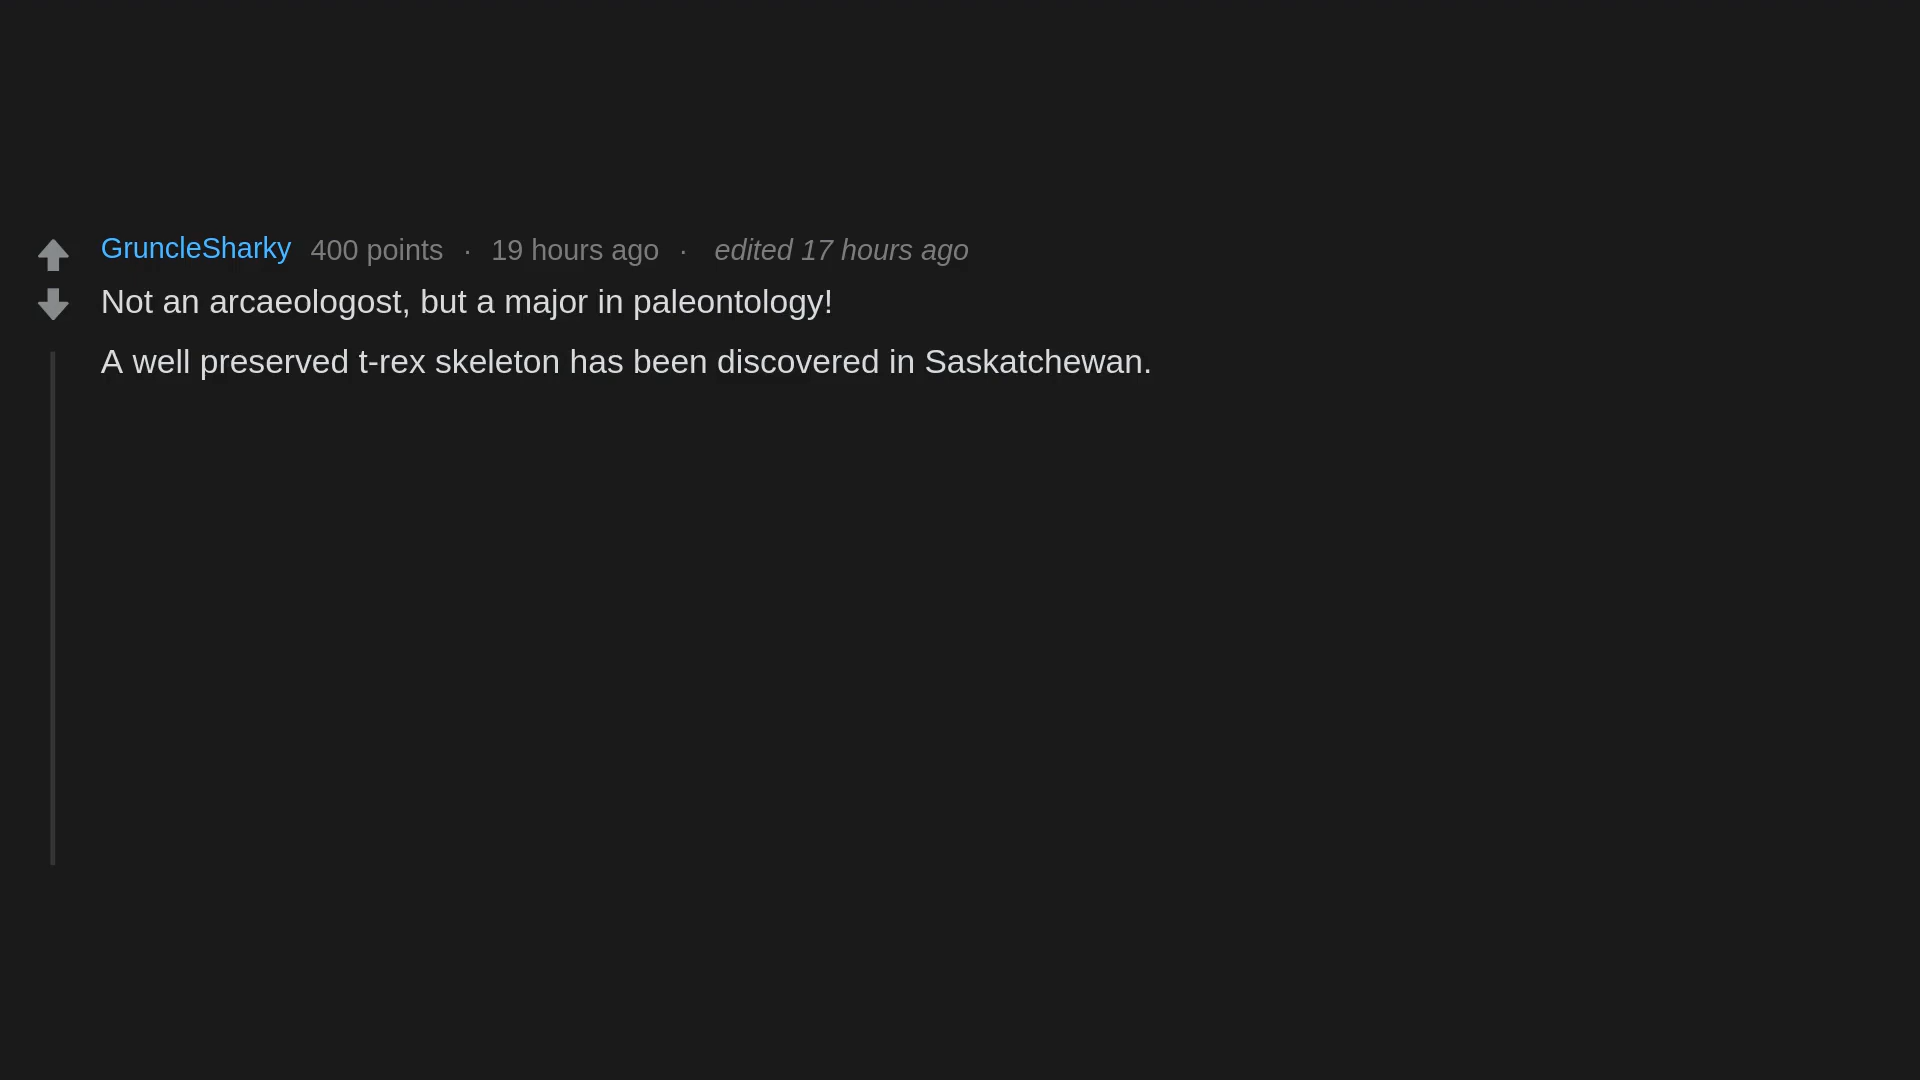 GruncleSharky 400 points · 19 hours ago · edited 17 hours ago
Not an arcaeologost, but a major in paleontology!
A well preserved t-rex skeleton has been discovered in Saskatchewan.